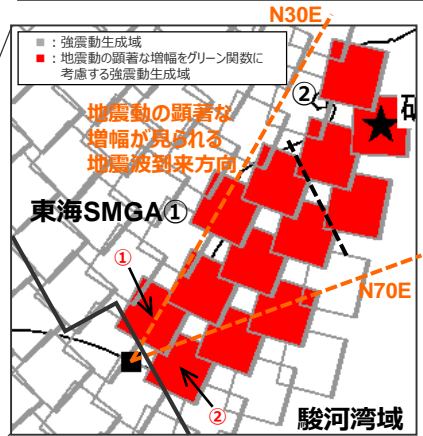 N30E
■：強震動生成域
■：地震動の顕著な増幅をグリーン関数に
考慮する強震動生成域
②
地震動の顕著な
増幅が見られる
地震波到来方向
東海SMGA①
①
N70E
②
駿河湾域